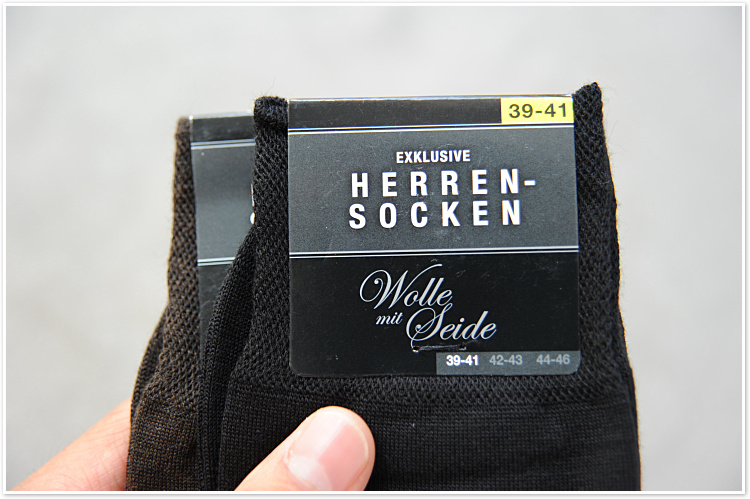 39-41
EXKLUSIVE
HERREN-
SOCKEN
Wolle
mit Seide
39-41 42-43 44-46